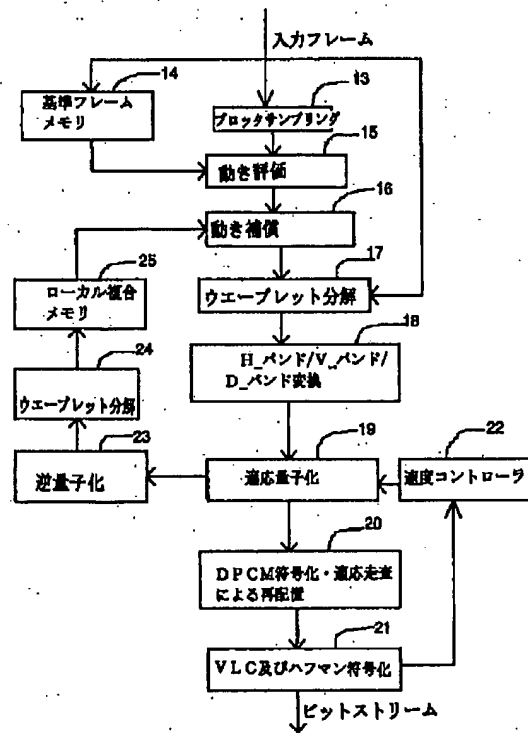 入力フレーム
14
基準フレーム
メモリ
13
ブロックサンプリング
15
動き評価
16
動き補償
25
ローカル複合
メモリ
17
ウエーブレット分解
18
H_バンド/V_バンド/
D_バンド変換
24
ウエーブレット分解
23
逆量子化
19
適応量子化
22
速度コントローラ
20
DPCM符号化・適応走査
による再配置
21
VLC及びハフマン符号化
ビットストリーム